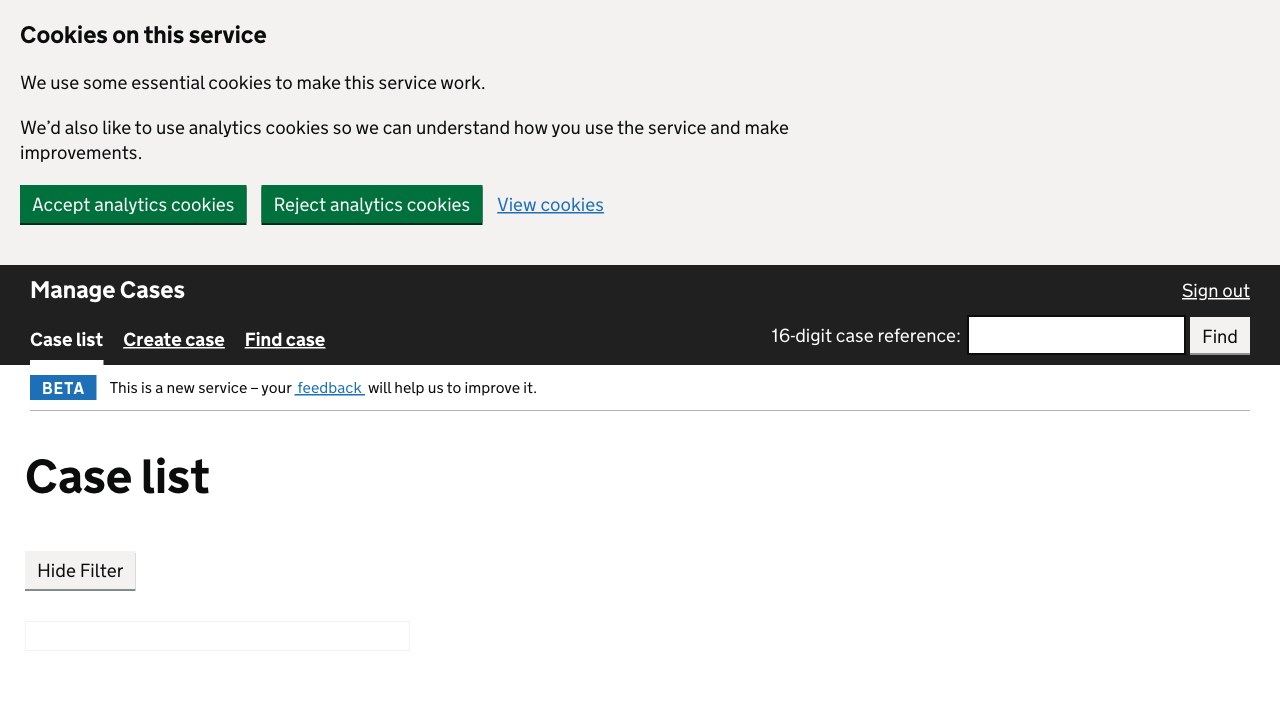 Cookies on this service
We use some essential cookies to make this service work.
We’d also like to use analytics cookies so we can understand how you use the service and make
improvements.
Accept analytics cookies
Reject analytics cookies
View cookies
Manage Cases
Sign out
Case list
Create case
Find case
16-digit case reference:
Find
BETA
This is a new service – your feedback will help us to improve it.
Case list
Hide Filter